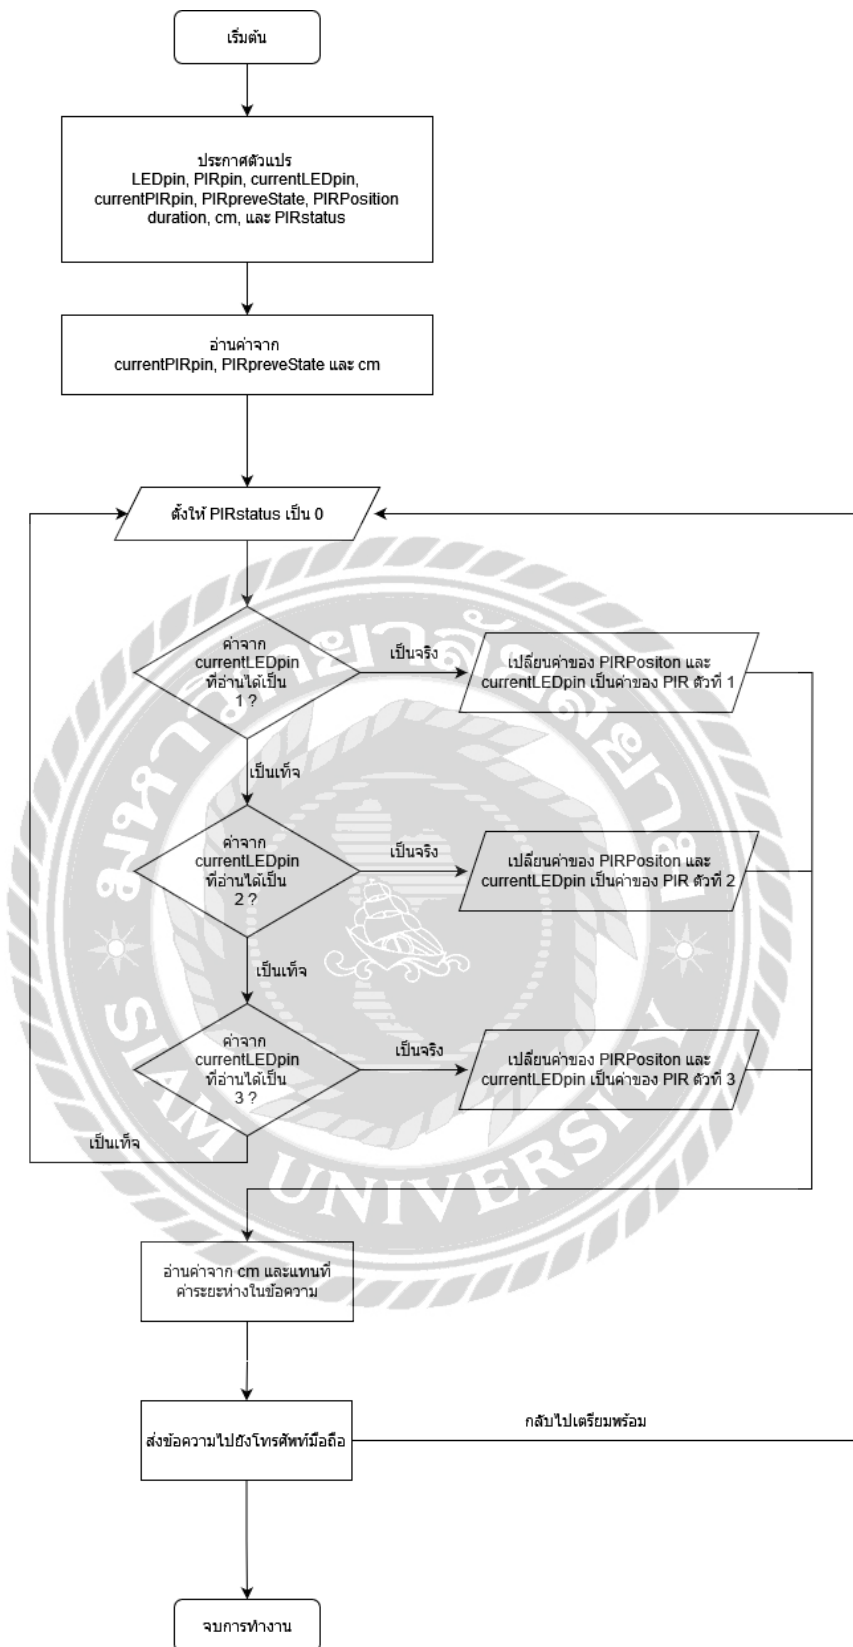 เริ่มต้น
ประกาศตัวแปร
LEDpin, PIRpin, currentLEDpin,
currentPIRpin, PIRpreveState, PIRPosition
duration, cm, และ PIRstatus
อ่านค่าจาก
currentPIRpin, PIRpreveState และ cm
ตั้งให้ PIRstatus เป็น 0
ค่าจาก
currentLEDpin
ที่อ่านได้เป็น
1 ?
เป็นจริง
เปลี่ยนค่าของ PIRPositon และ
currentLEDpin เป็นค่าของ PIR ตัวที่ 1
เป็นเท็จ
ค่าจาก
currentLEDpin
ที่อ่านได้เป็น
2 ?
เป็นจริง
เปลี่ยนค่าของ PIRPositon และ
currentLEDpin เป็นค่าของ PIR ตัวที่ 2
เป็นเท็จ
ค่าจาก
currentLEDpin
ที่อ่านได้เป็น
3 ?
เป็นจริง
เปลี่ยนค่าของ PIRPositon และ
currentLEDpin เป็นค่าของ PIR ตัวที่ 3
เป็นเท็จ
อ่านค่าจาก cm และแทนที่
ค่าระยะห่างในข้อความ
ส่งข้อความไปยังโทรศัพท์มือถือ
กลับไปเตรียมพร้อม
จบการทำงาน
มหาวิทยาลัยสยาม
SIAM UNIVERSITY